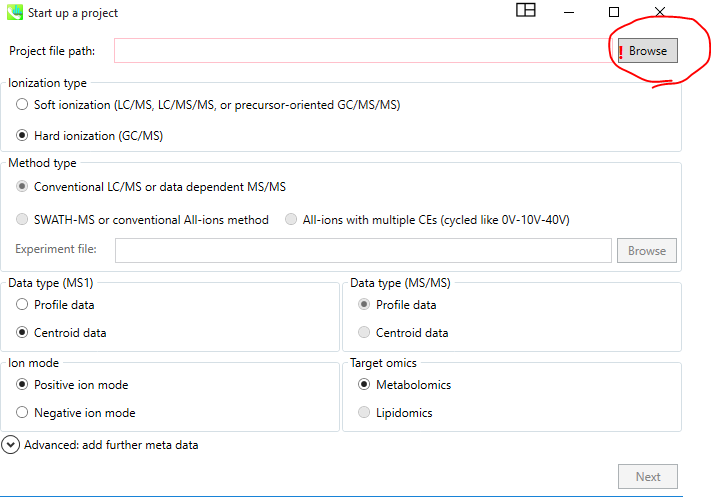 Start up a project
Project file path:
! Browse
Ionization type
Soft ionization (LC/MS, LC/MS/MS, or precursor-oriented GC/MS/MS)
Hard ionization (GC/MS)
Method type
Conventional LC/MS or data dependent MS/MS
SWATH-MS or conventional All-ions method
All-ions with multiple CEs (cycled like 0V-10V-40V)
Experiment file:
Browse
Data type (MS1)
Profile data
Centroid data
Data type (MS/MS)
Profile data
Centroid data
Ion mode
Positive ion mode
Negative ion mode
Target omics
Metabolomics
Lipidomics
Advanced: add further meta data
Next